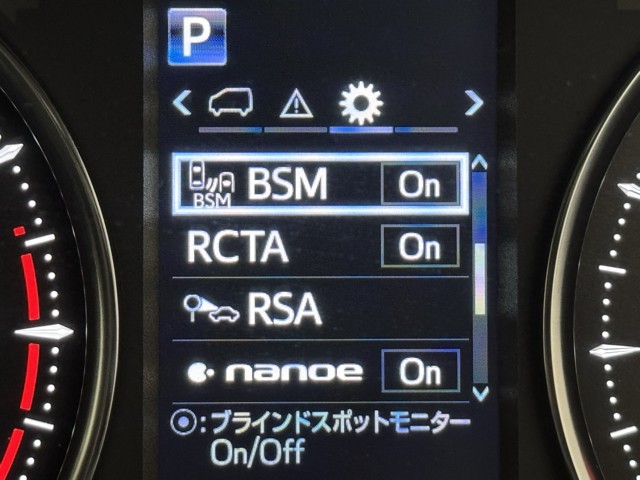 P
BSM BSM On
RCTA On
RSA
nanoe On
⦿:ブラインドスポットモニター
On/Off